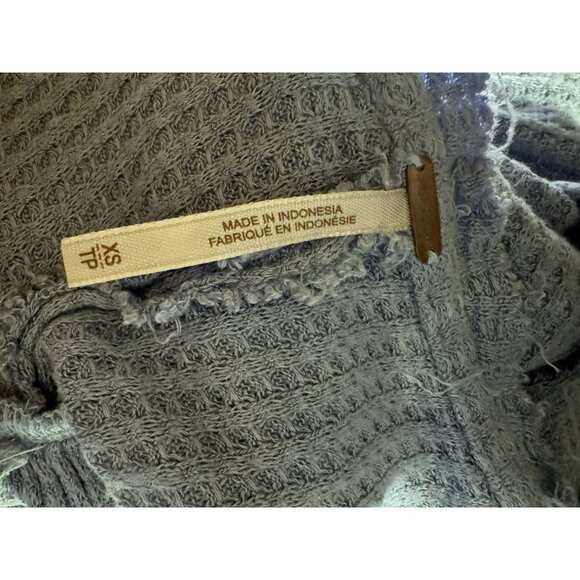 MADE IN INDONESIA
FABRIQUÉ EN INDONÉSIE
XS
TP